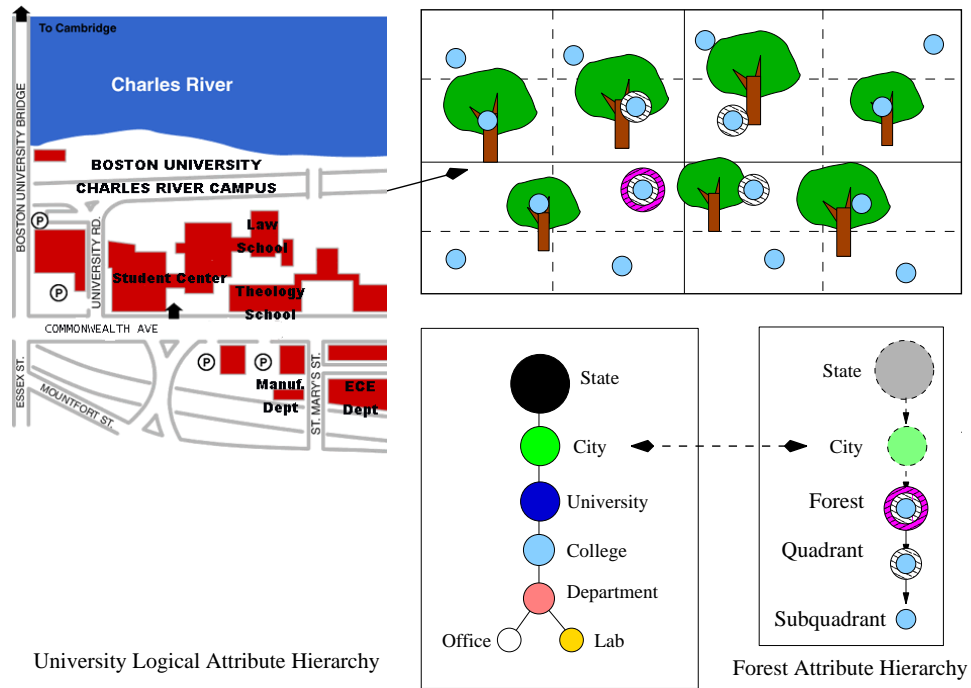 To Cambridge
Charles River
BOSTON UNIVERSITY BRIDGE
BOSTON UNIVERSITY
CHARLES RIVER CAMPUS
P
UNIVERSITY RD.
Law
School
Student Center
P
Theology
School
COMMONWEALTH AVE
ESSEX ST.
MOUNTFORT ST.
P
P
Manuf.
Dept
ST. MARY'S ST.
ECE
Dept
University Logical Attribute Hierarchy
State
City
University
College
Department
Office
Lab
State
City
Forest
Quadrant
Subquadrant
Forest Attribute Hierarchy